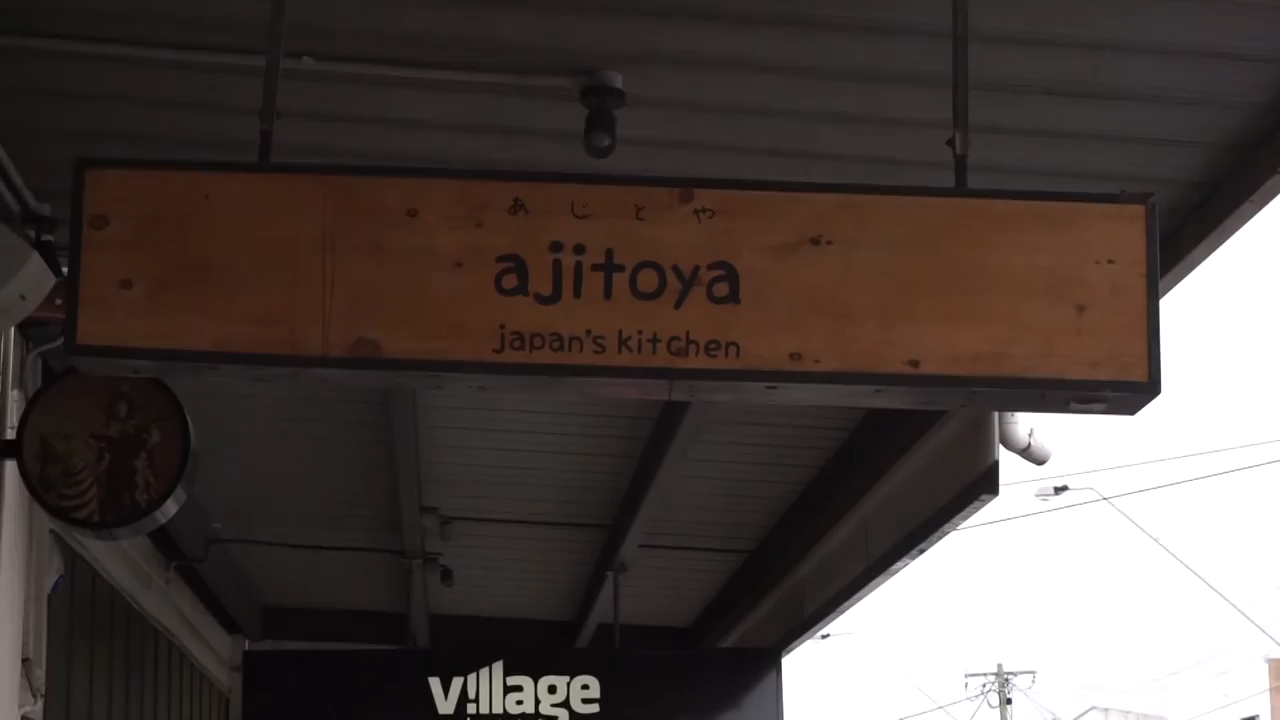 あじとや
ajitoya
japan's kitchen
village